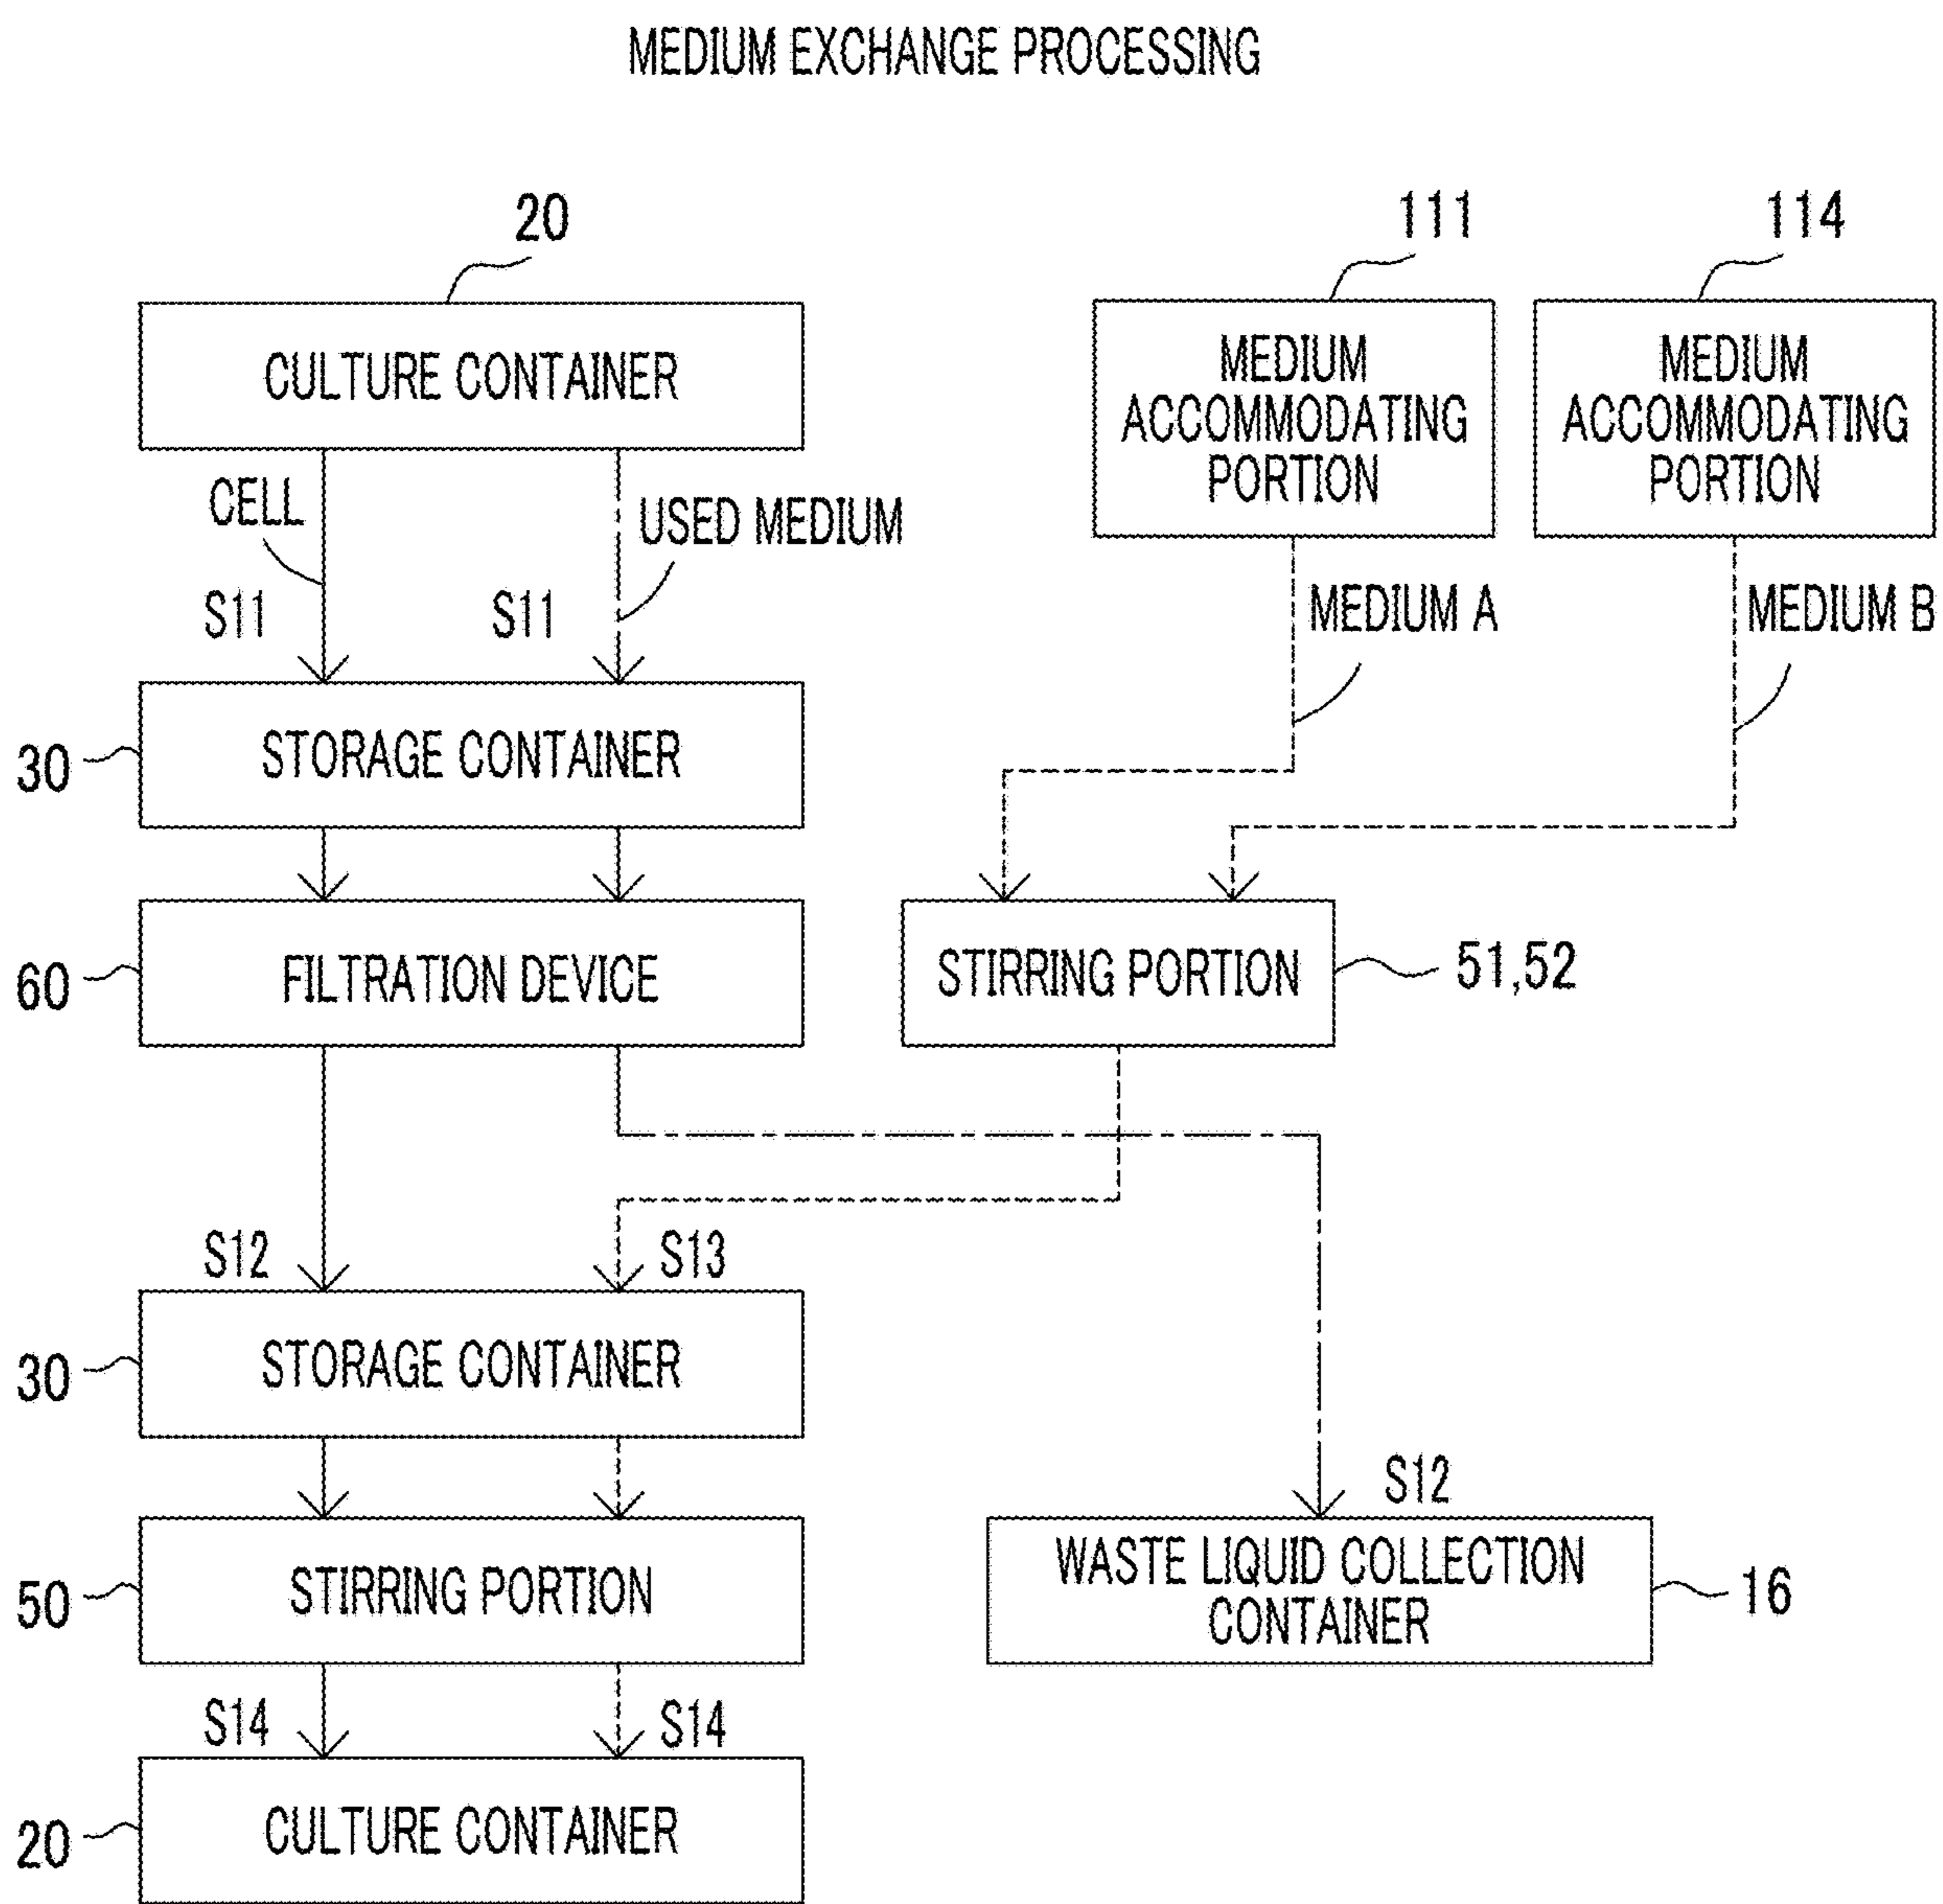 MEDIUM EXCHANGE PROCESSING
20
111
114
CULTURE CONTAINER
MEDIUM
ACCOMMODATING
PORTION
MEDIUM
ACCOMMODATING
PORTION
CELL
USED MEDIUM
S11
S11
MEDIUM A
MEDIUM B
30
STORAGE CONTAINER
60
FILTRATION DEVICE
STIRRING PORTION
51,52
S12
S13
30
STORAGE CONTAINER
S12
50
STIRRING PORTION
WASTE LIQUID COLLECTION
CONTAINER
16
S14
S14
20
CULTURE CONTAINER